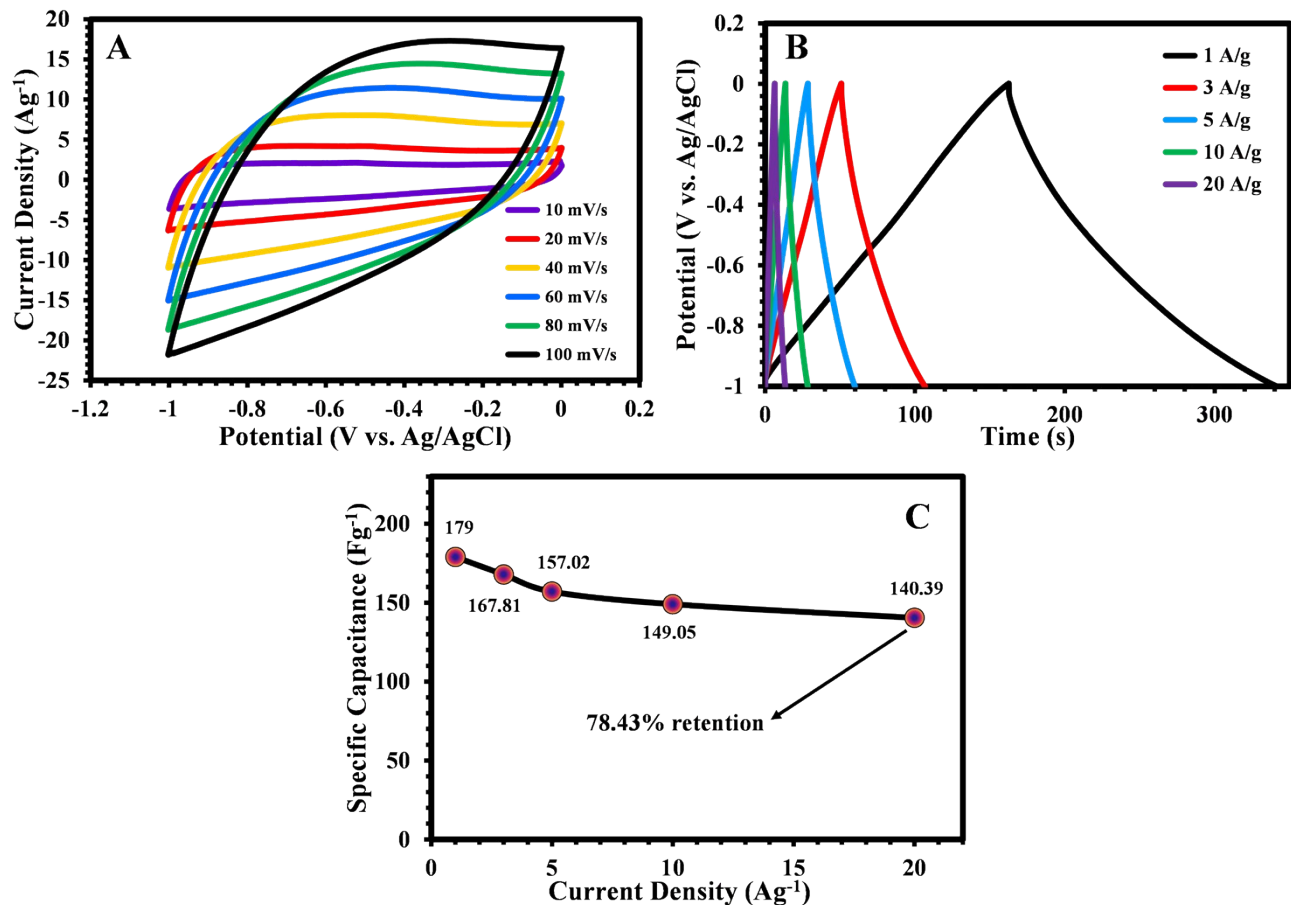 A
20
15
10
5
0
-5
-10
-15
-20
-25
Current Density (Ag⁻¹)
10 mV/s
20 mV/s
40 mV/s
60 mV/s
80 mV/s
100 mV/s
-1.2 -1 -0.8 -0.6 -0.4 -0.2 0 0.2
Potential (V vs. Ag/AgCl)
B
0.2
0
-0.2
-0.4
-0.6
-0.8
-1
Potential (V vs. Ag/AgCl)
1 A/g
3 A/g
5 A/g
10 A/g
20 A/g
0 100 200 300
Time (s)
C
200
150
100
50
0
Specific Capacitance (Fg⁻¹)
179
167.81
157.02
149.05
140.39
78.43% retention
0 5 10 15 20
Current Density (Ag⁻¹)